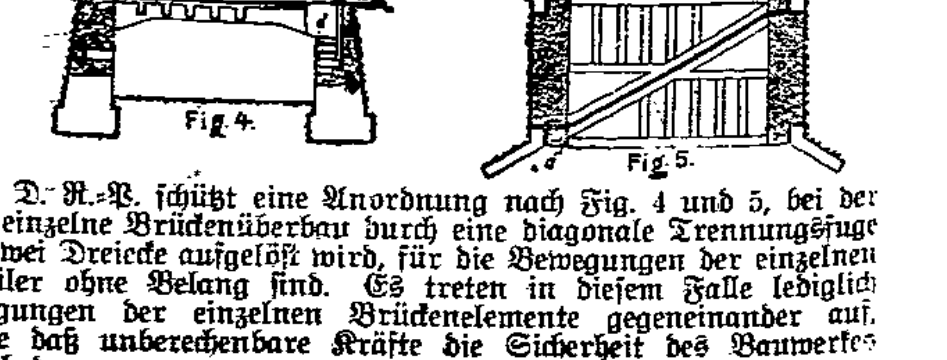 d
Fig. 4.
a
Fig. 5.
D. R.=P. schützt eine Anordnung nach Fig. 4 und 5, bei der
einzelne Brückenüberbau durch eine diagonale Trennungsfuge
wei Dreiecke aufgelöst wird, für die Bewegungen der einzelnen
iler ohne Belang sind. Es treten in diesem Falle lediglich
gungen der einzelnen Brückenelemente gegeneinander auf,
e daß unberechenbare Kräfte die Sicherheit des Bauwerkes